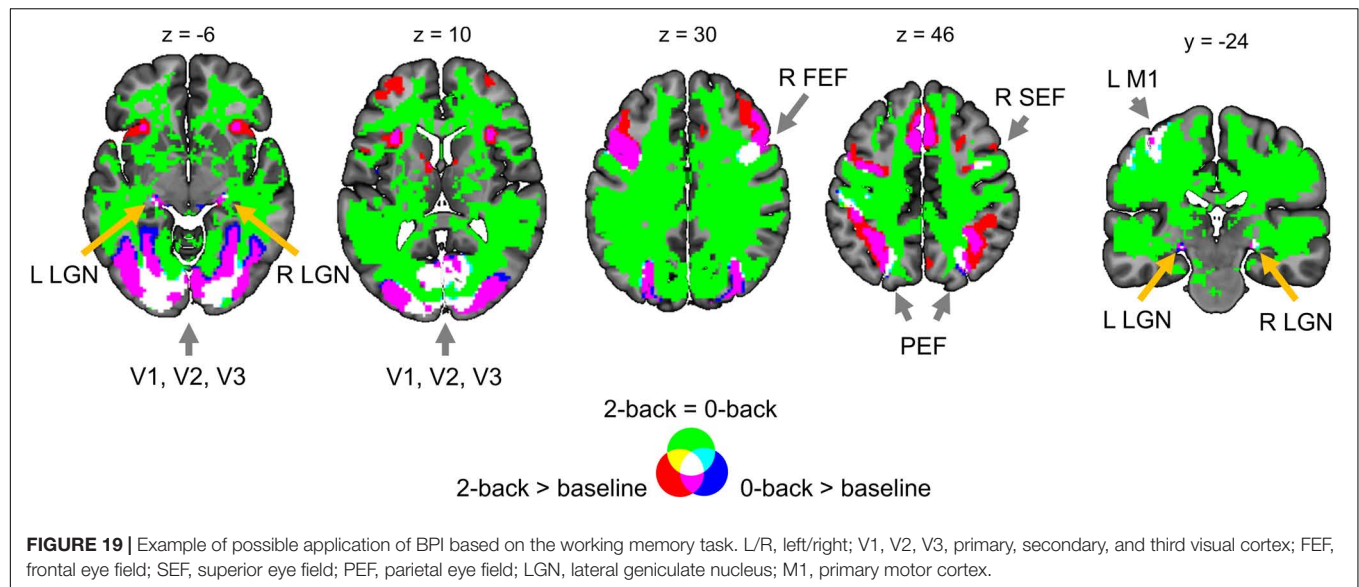 z = -6
z = 10
z = 30
z = 46
y = -24
R FEF
R SEF
L M1
L LGN
R LGN
V1, V2, V3
V1, V2, V3
PEF
L LGN
R LGN
2-back = 0-back
2-back > baseline
0-back > baseline
FIGURE 19 | Example of possible application of BPI based on the working memory task. L/R, left/right; V1, V2, V3, primary, secondary, and third visual cortex; FEF,
frontal eye field; SEF, superior eye field; PEF, parietal eye field; LGN, lateral geniculate nucleus; M1, primary motor cortex.